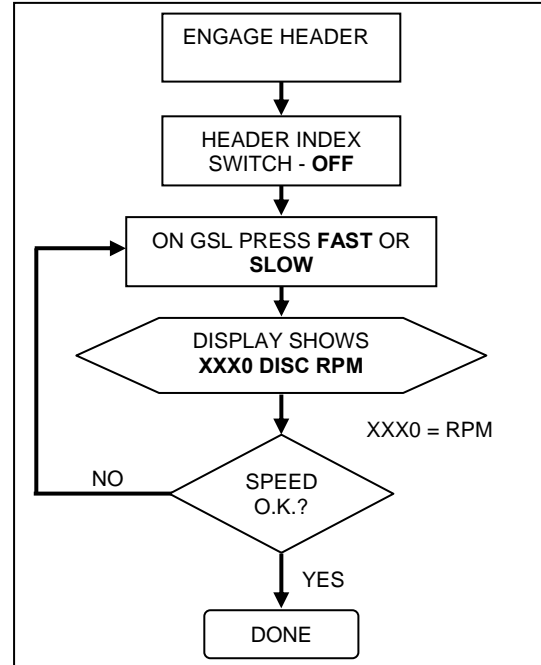 ENGAGE HEADER
HEADER INDEX
SWITCH - OFF
ON GSL PRESS FAST OR
SLOW
DISPLAY SHOWS
XXX0 DISC RPM
XXX0 = RPM
NO
SPEED
O.K.?
YES
DONE